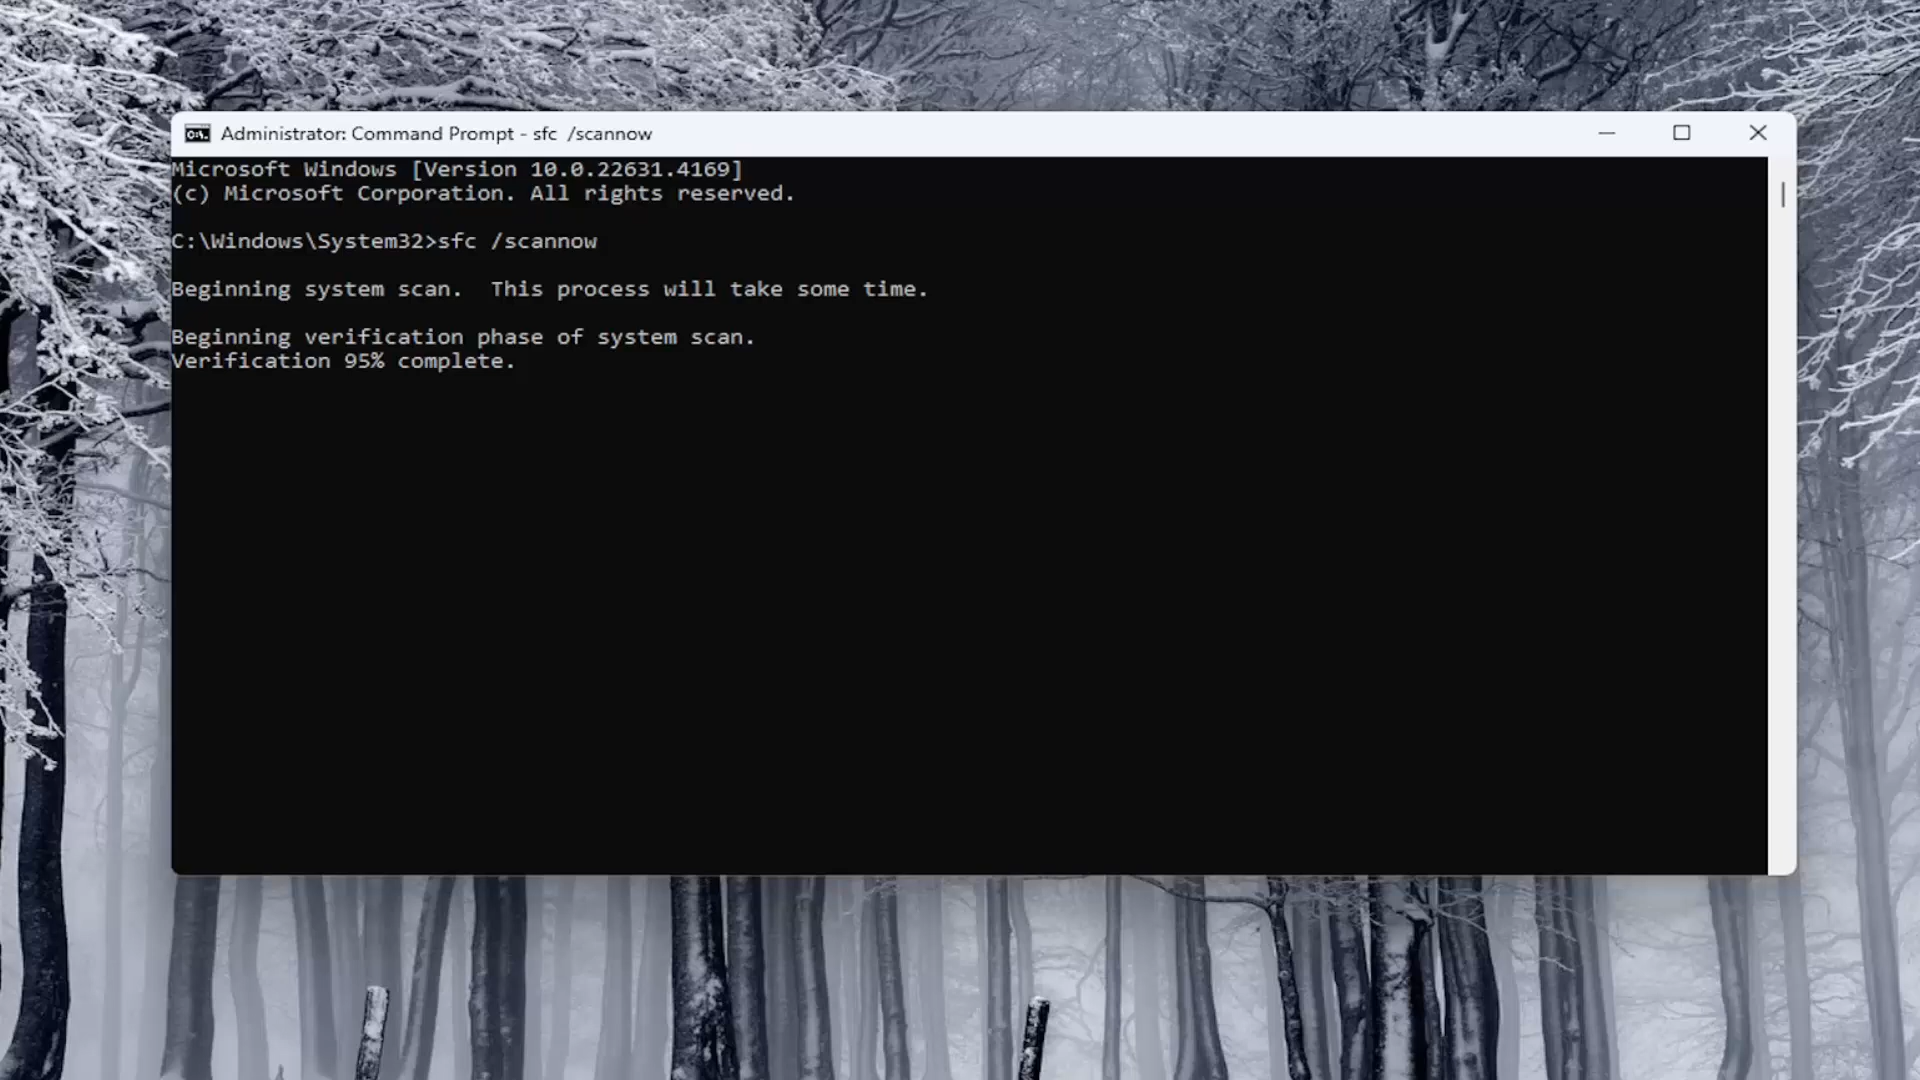 Administrator: Command Prompt - sfc  /scannow
Microsoft Windows [Version 10.0.22631.4169]
(c) Microsoft Corporation. All rights reserved.
C:\Windows\System32>sfc /scannow
Beginning system scan.  This process will take some time.
Beginning verification phase of system scan.
Verification 95% complete.